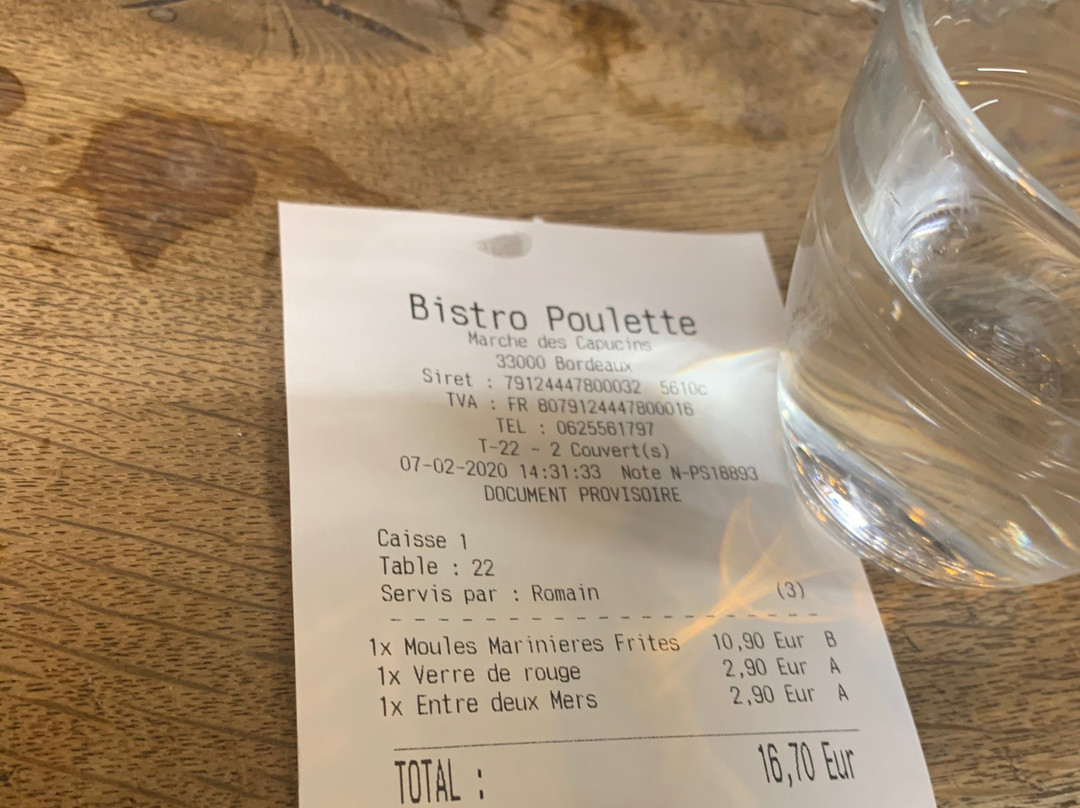 Bistro Poulette
Marche des Capucins
33000 Bordeaux
Siret : 79124447800032 5610c
TVA : FR 8079124447800016
TEL : 0625561797
T-22 - 2 Couvert(s)
07-02-2020 14:31:33 Note N-PS18893
DOCUMENT PROVISOIRE
Caisse 1
Table : 22
Servis par : Romain (3)
1x Moules Marinieres Frites 10,90 Eur B
1x Verre de rouge 2,90 Eur A
1x Entre deux Mers 2,90 Eur A
TOTAL : 16,70 Eur